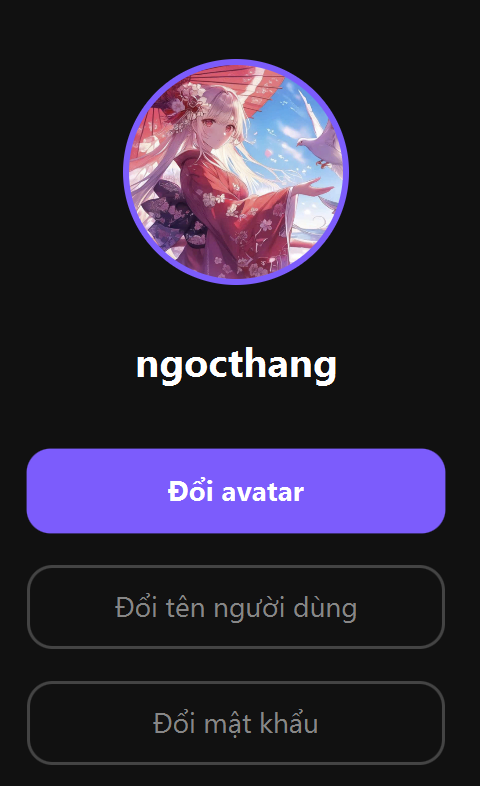 ngocthang
Đổi avatar
Đổi tên người dùng
Đổi mật khẩu